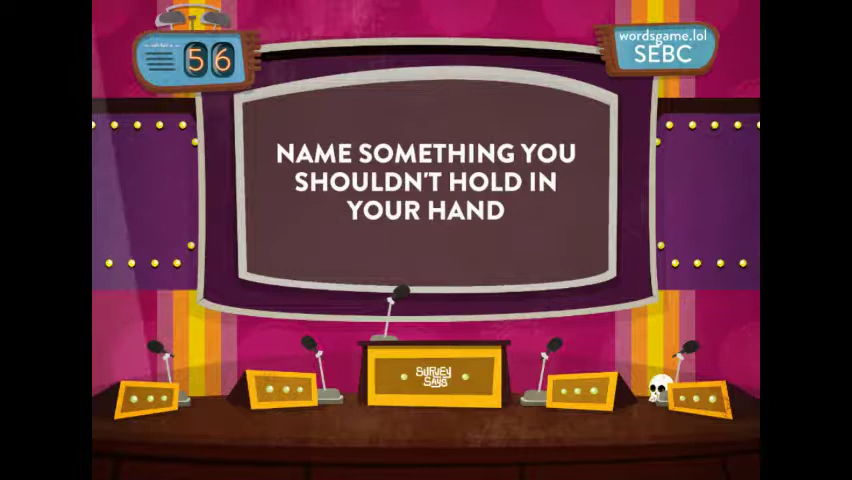 56
wordsgame.lol
SEBC
NAME SOMETHING YOU
SHOULDN'T HOLD IN
YOUR HAND
SURVEY
SAYS